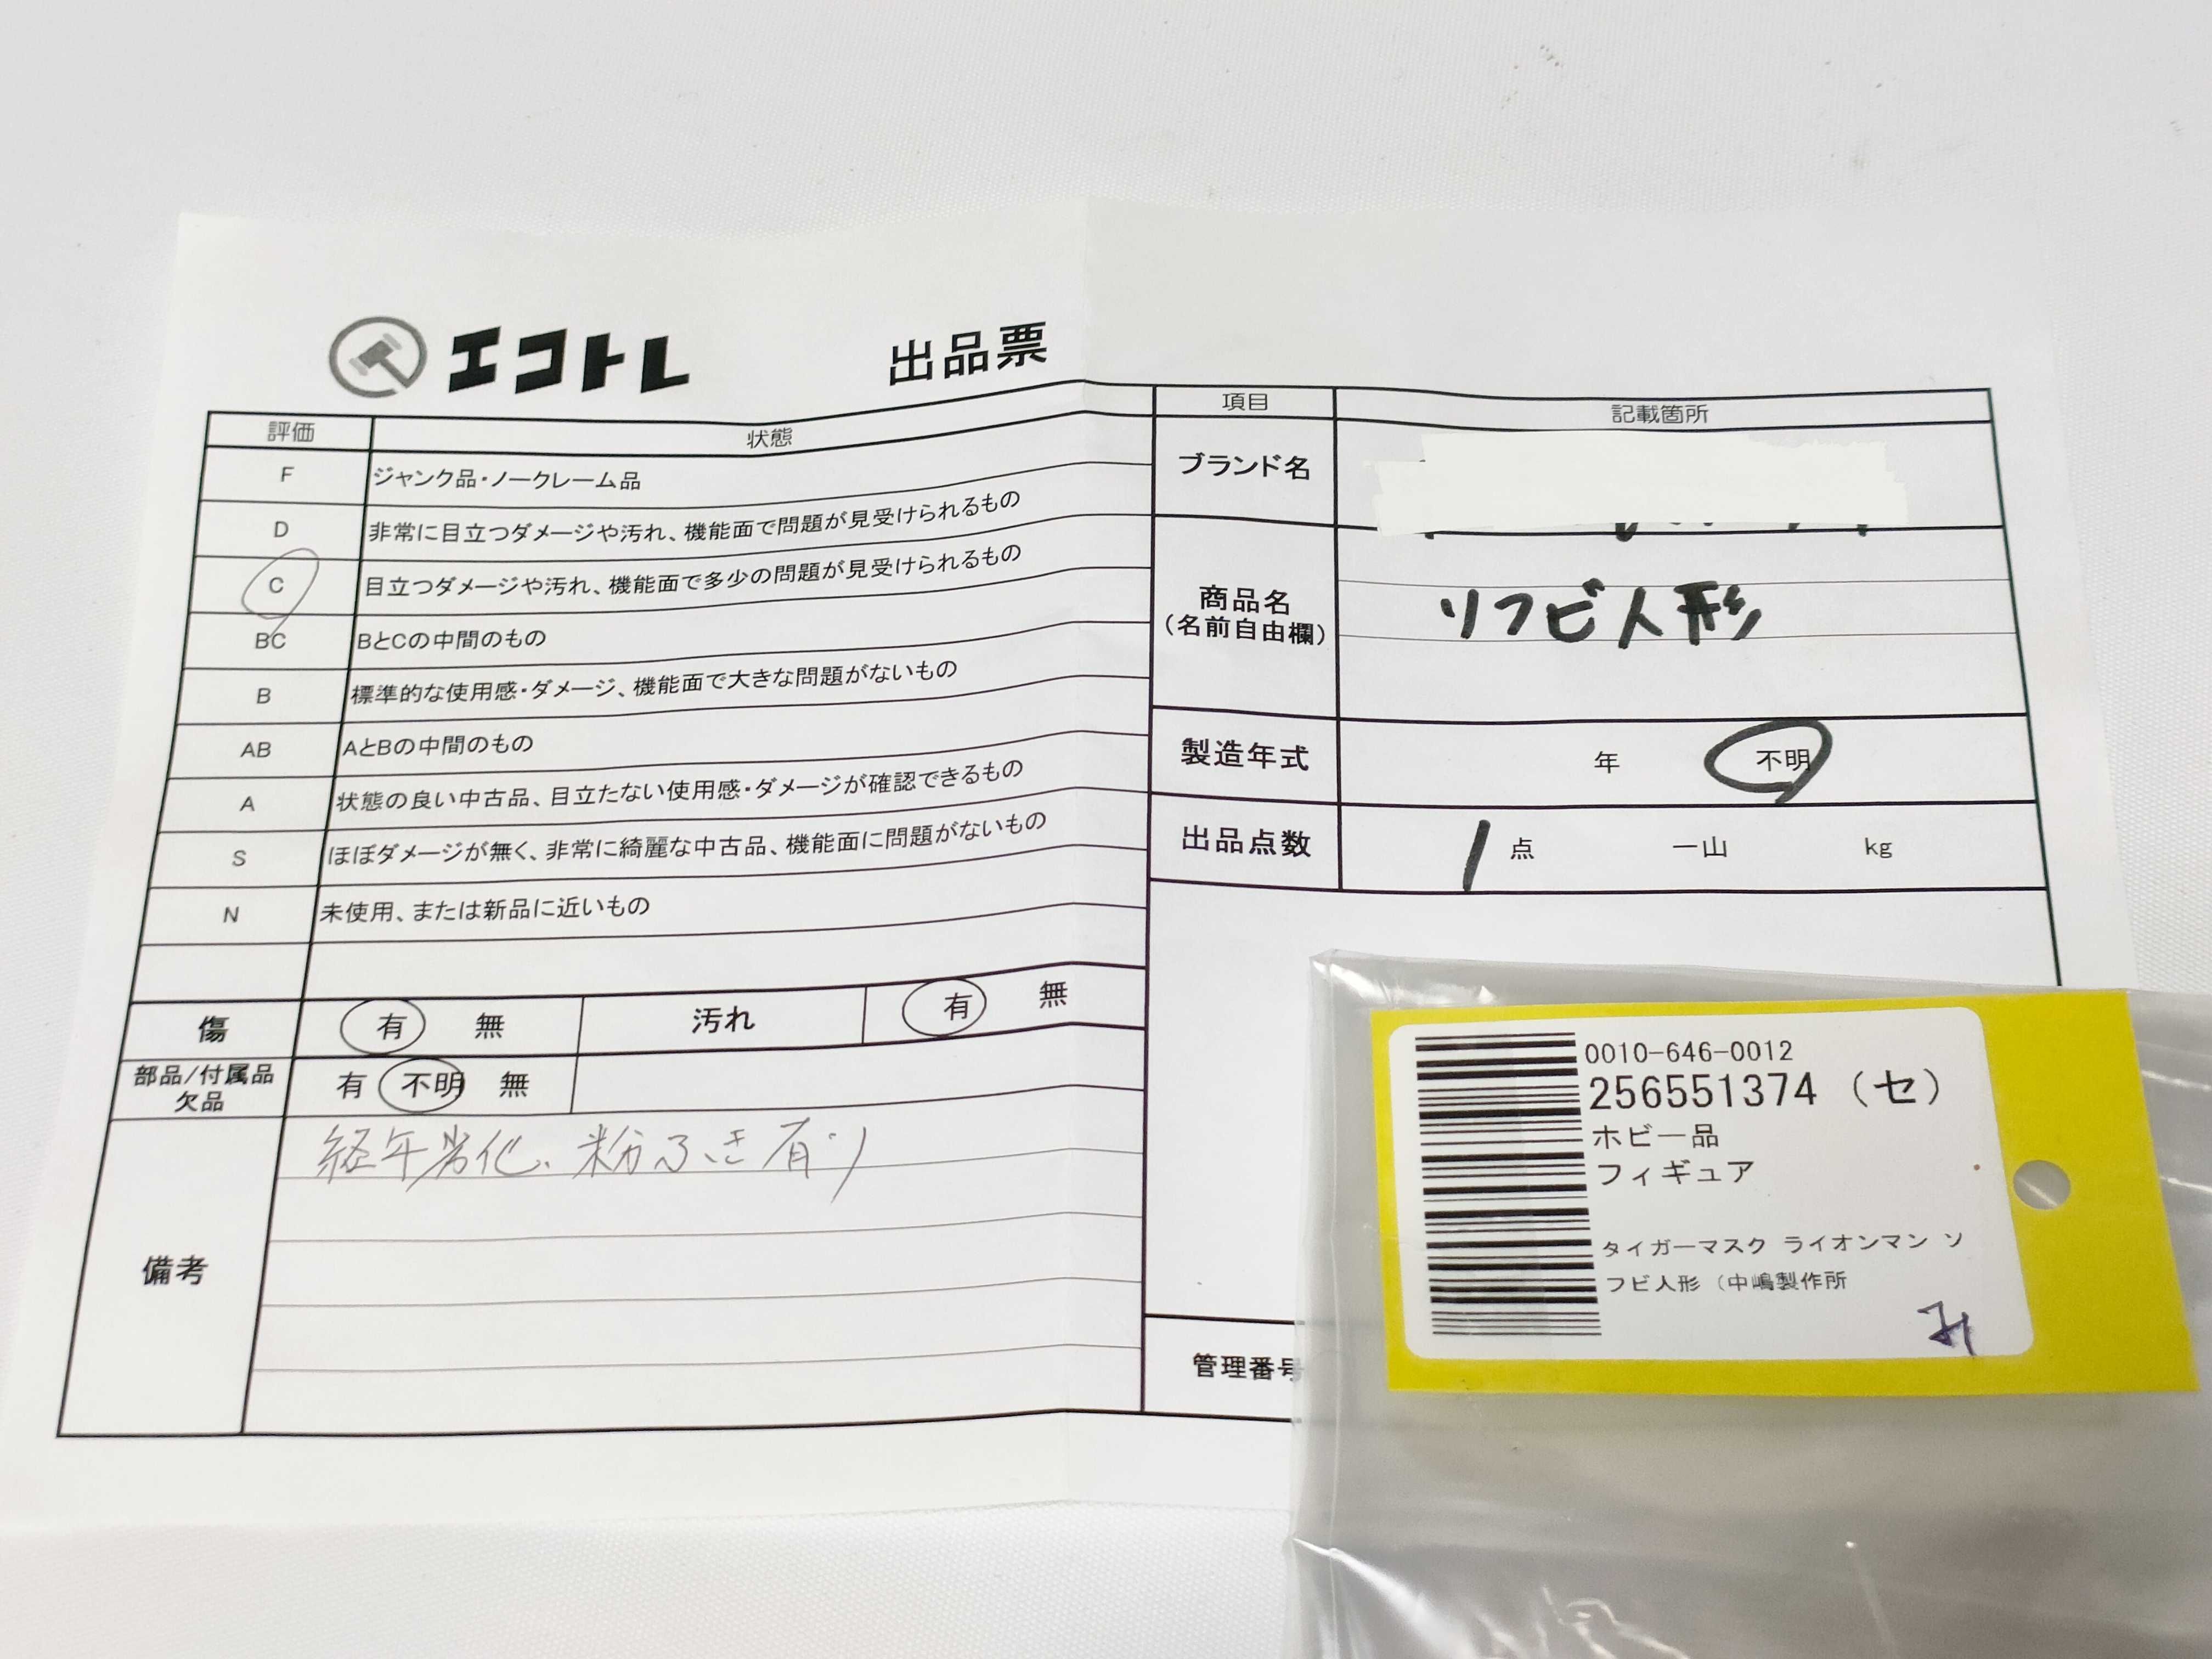 エコトレ 出品票
評価 状態
F ジャンク品・ノークレーム品
D 非常に目立つダメージや汚れ、機能面で問題が見受けられるもの
C 目立つダメージや汚れ、機能面で多少の問題が見受けられるもの
BC BとCの中間のもの
B 標準的な使用感・ダメージ、機能面で大きな問題がないもの
AB AとBの中間のもの
A 状態の良い中古品、目立たない使用感・ダメージが確認できるもの
S ほぼダメージが無く、非常に綺麗な中古品、機能面に問題がないもの
N 未使用、または新品に近いもの
傷 有 無 汚れ 有 無
部品/付属品
欠品
有 不明 無
備考
経年劣化、粉ふき有り
項目 記載箇所
ブランド名
商品名
(名前自由欄)
ソフビ人形
製造年式 年 不明
出品点数 1 点 一山 kg
管理番号
0010-646-0012
256551374 (セ)
ホビー品
フィギュア
タイガーマスク ライオンマン ソ
フビ人形 (中嶋製作所